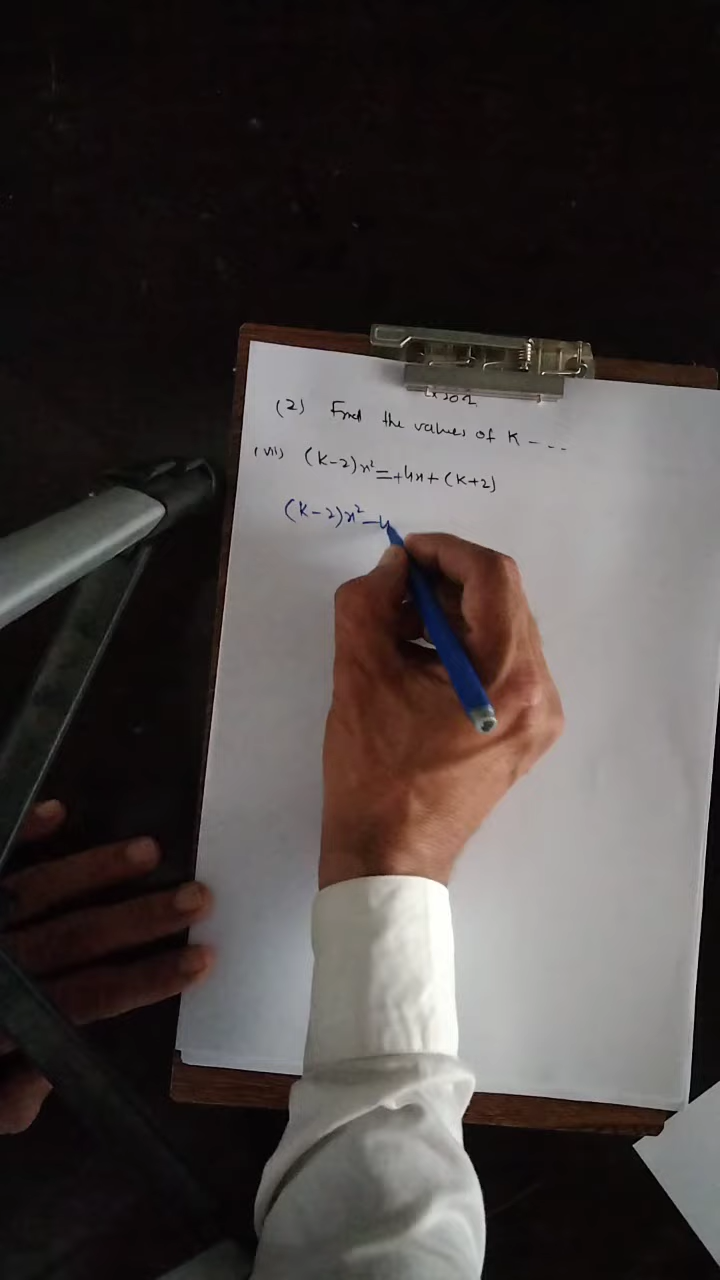 (2) Find the values of K - - - -
(vii) (K-2)x² = +4x + (K+2)
(K-2)x² - 4